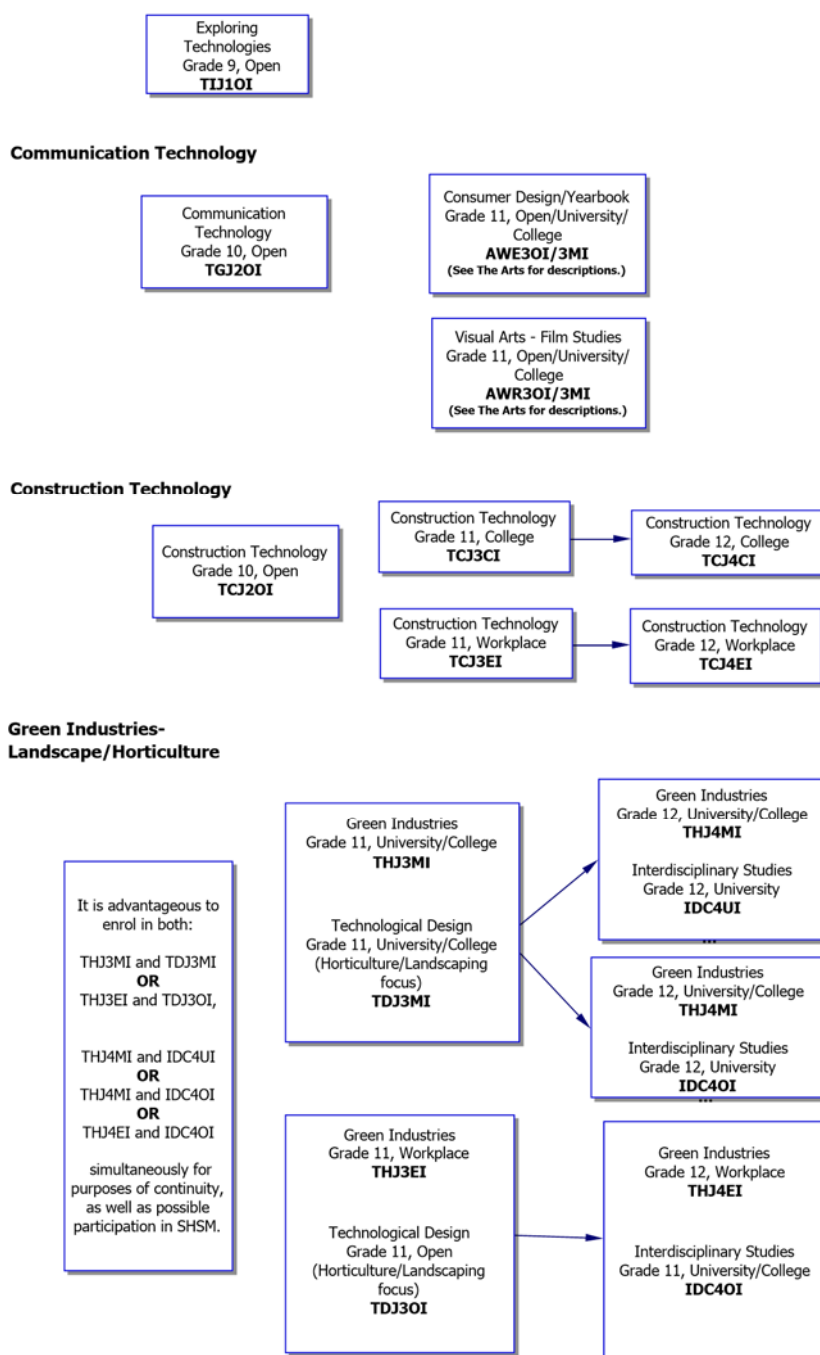 Exploring
Technologies
Grade 9, Open
TIJ1OI
Communication Technology
Communication
Technology
Grade 10, Open
TGJ2OI
Consumer Design/Yearbook
Grade 11, Open/University/
College
AWE3OI/3MI
(See The Arts for descriptions.)
Visual Arts - Film Studies
Grade 11, Open/University/
College
AWR3OI/3MI
(See The Arts for descriptions.)
Construction Technology
Construction Technology
Grade 10, Open
TCJ2OI
Construction Technology
Grade 11, College
TCJ3CI
Construction Technology
Grade 12, College
TCJ4CI
Construction Technology
Grade 11, Workplace
TCJ3EI
Construction Technology
Grade 12, Workplace
TCJ4EI
Green Industries-
Landscape/Horticulture
It is advantageous to
enrol in both:
THJ3MI and TDJ3MI
OR
THJ3EI and TDJ3OI,
THJ4MI and IDC4UI
OR
THJ4MI and IDC4OI
OR
THJ4EI and IDC4OI
simultaneously for
purposes of continuity,
as well as possible
participation in SHSM.
Green Industries
Grade 11, University/College
THJ3MI
Technological Design
Grade 11, University/College
(Horticulture/Landscaping
focus)
TDJ3MI
Green Industries
Grade 12, University/College
THJ4MI
Interdisciplinary Studies
Grade 12, University
IDC4UI
...
Green Industries
Grade 12, University/College
THJ4MI
Interdisciplinary Studies
Grade 12, University
IDC4OI
...
Green Industries
Grade 11, Workplace
THJ3EI
Technological Design
Grade 11, Open
(Horticulture/Landscaping
focus)
TDJ3OI
Green Industries
Grade 12, Workplace
THJ4EI
Interdisciplinary Studies
Grade 11, University/College
IDC4OI